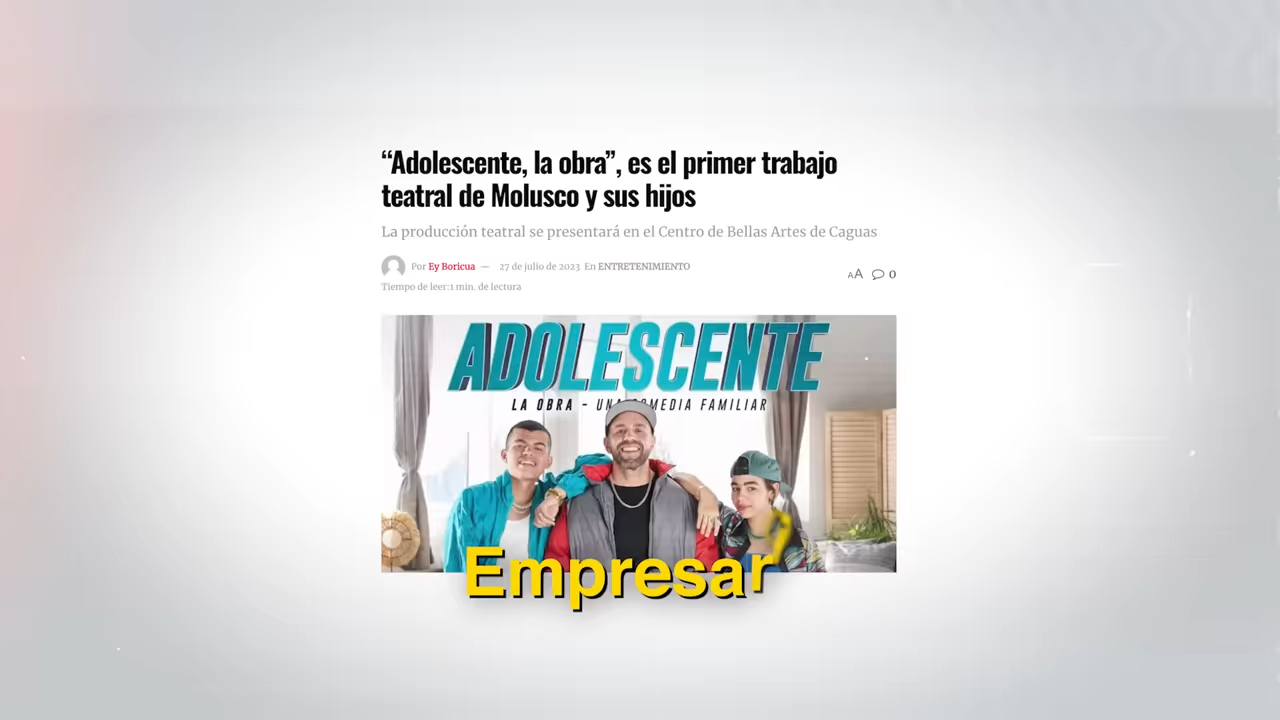 “Adolescente, la obra”, es el primer trabajo
teatral de Molusco y sus hijos
La producción teatral se presentará en el Centro de Bellas Artes de Caguas
Por Ey Boricua — 27 de julio de 2023 En ENTRETENIMIENTO
AA 0
Tiempo de leer:1 min. de lectura
ADOLESCENTE
LA OBRA - UNA COMEDIA FAMILIAR
Empresar